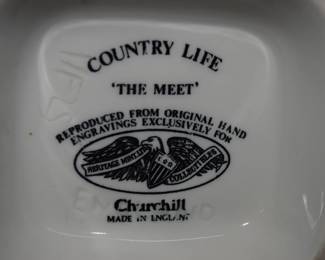 COUNTRY LIFE
'THE MEET'
REPRODUCED FROM ORIGINAL HAND
ENGRAVINGS EXCLUSIVELY FOR
HERITAGE MINT, LTD.
COLLECTIBLES
Churchill
MADE IN ENGLAND